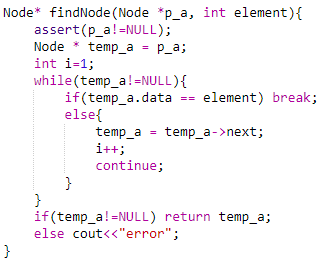 Node* findNode(Node *p_a, int element){
    assert(p_a!=NULL);
    Node * temp_a = p_a;
    int i=1;
    while(temp_a!=NULL){
        if(temp_a.data == element) break;
        else{
            temp_a = temp_a->next;
            i++;
            continue;
        }
    }
    if(temp_a!=NULL) return temp_a;
    else cout<<"error";
}